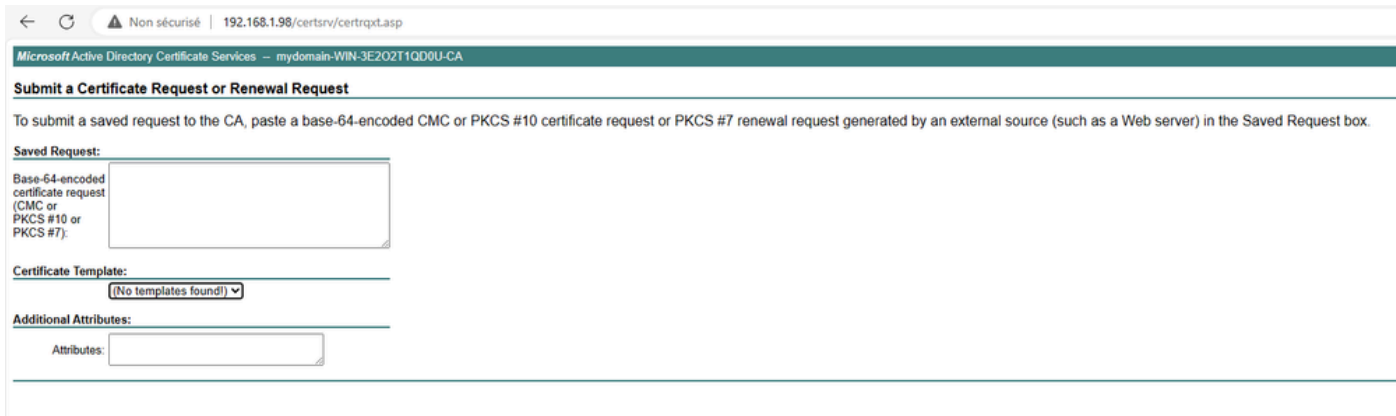 Non sécurisé | 192.168.1.98/certsrv/certrqxt.asp
Microsoft Active Directory Certificate Services -- mydomain-WIN-3E2O2T1QD0U-CA
Submit a Certificate Request or Renewal Request
To submit a saved request to the CA, paste a base-64-encoded CMC or PKCS #10 certificate request or PKCS #7 renewal request generated by an external source (such as a Web server) in the Saved Request box.
Saved Request:
Base-64-encoded
certificate request
(CMC or
PKCS #10 or
PKCS #7):
Certificate Template:
(No templates found!)
Additional Attributes:
Attributes: